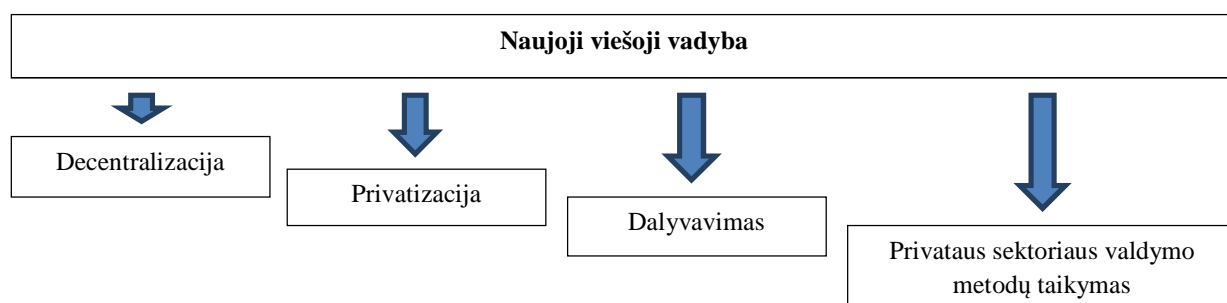 Naujoji viešoji vadyba
Decentralizacija
Privatizacija
Dalyvavimas
Privataus sektoriaus valdymo
metodų taikymas